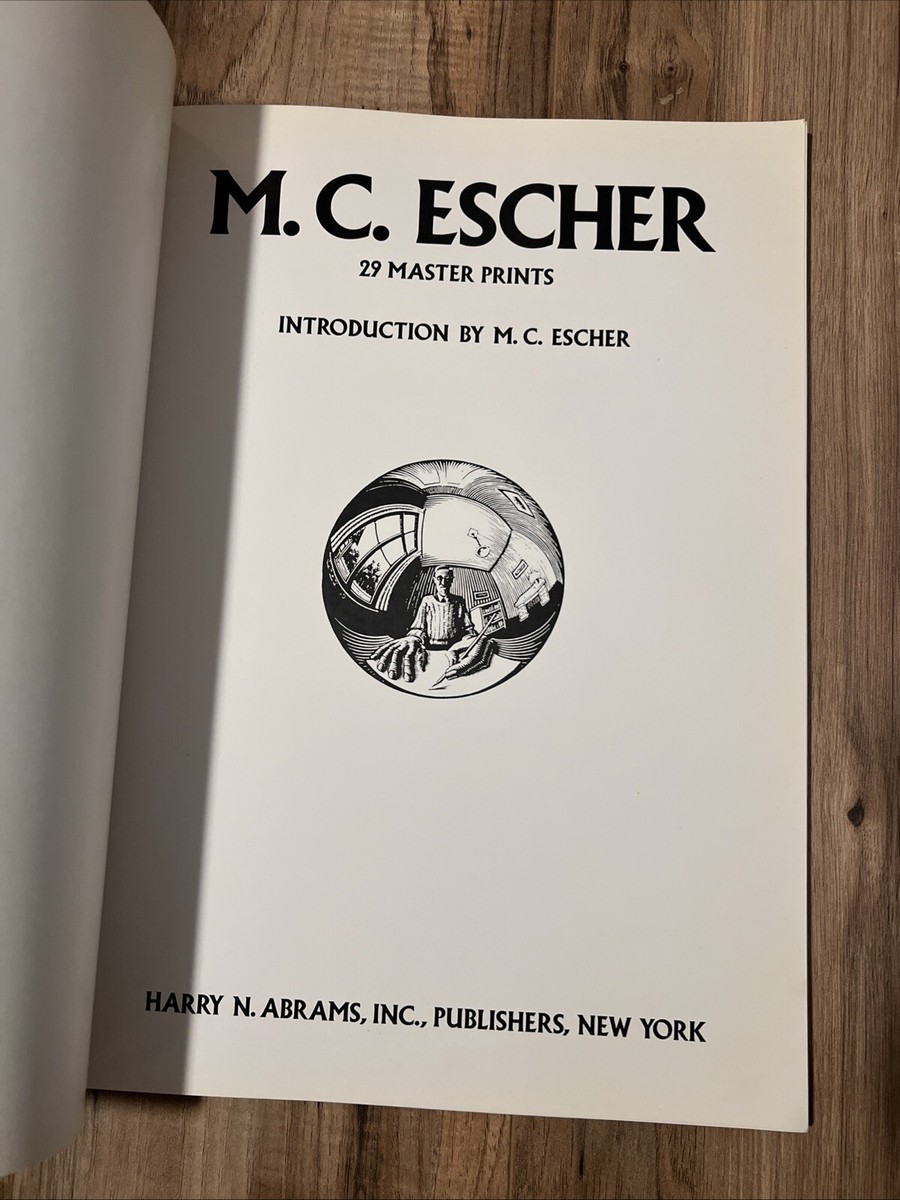 M. C. ESCHER
29 MASTER PRINTS
INTRODUCTION BY M. C. ESCHER
HARRY N. ABRAMS, INC., PUBLISHERS, NEW YORK